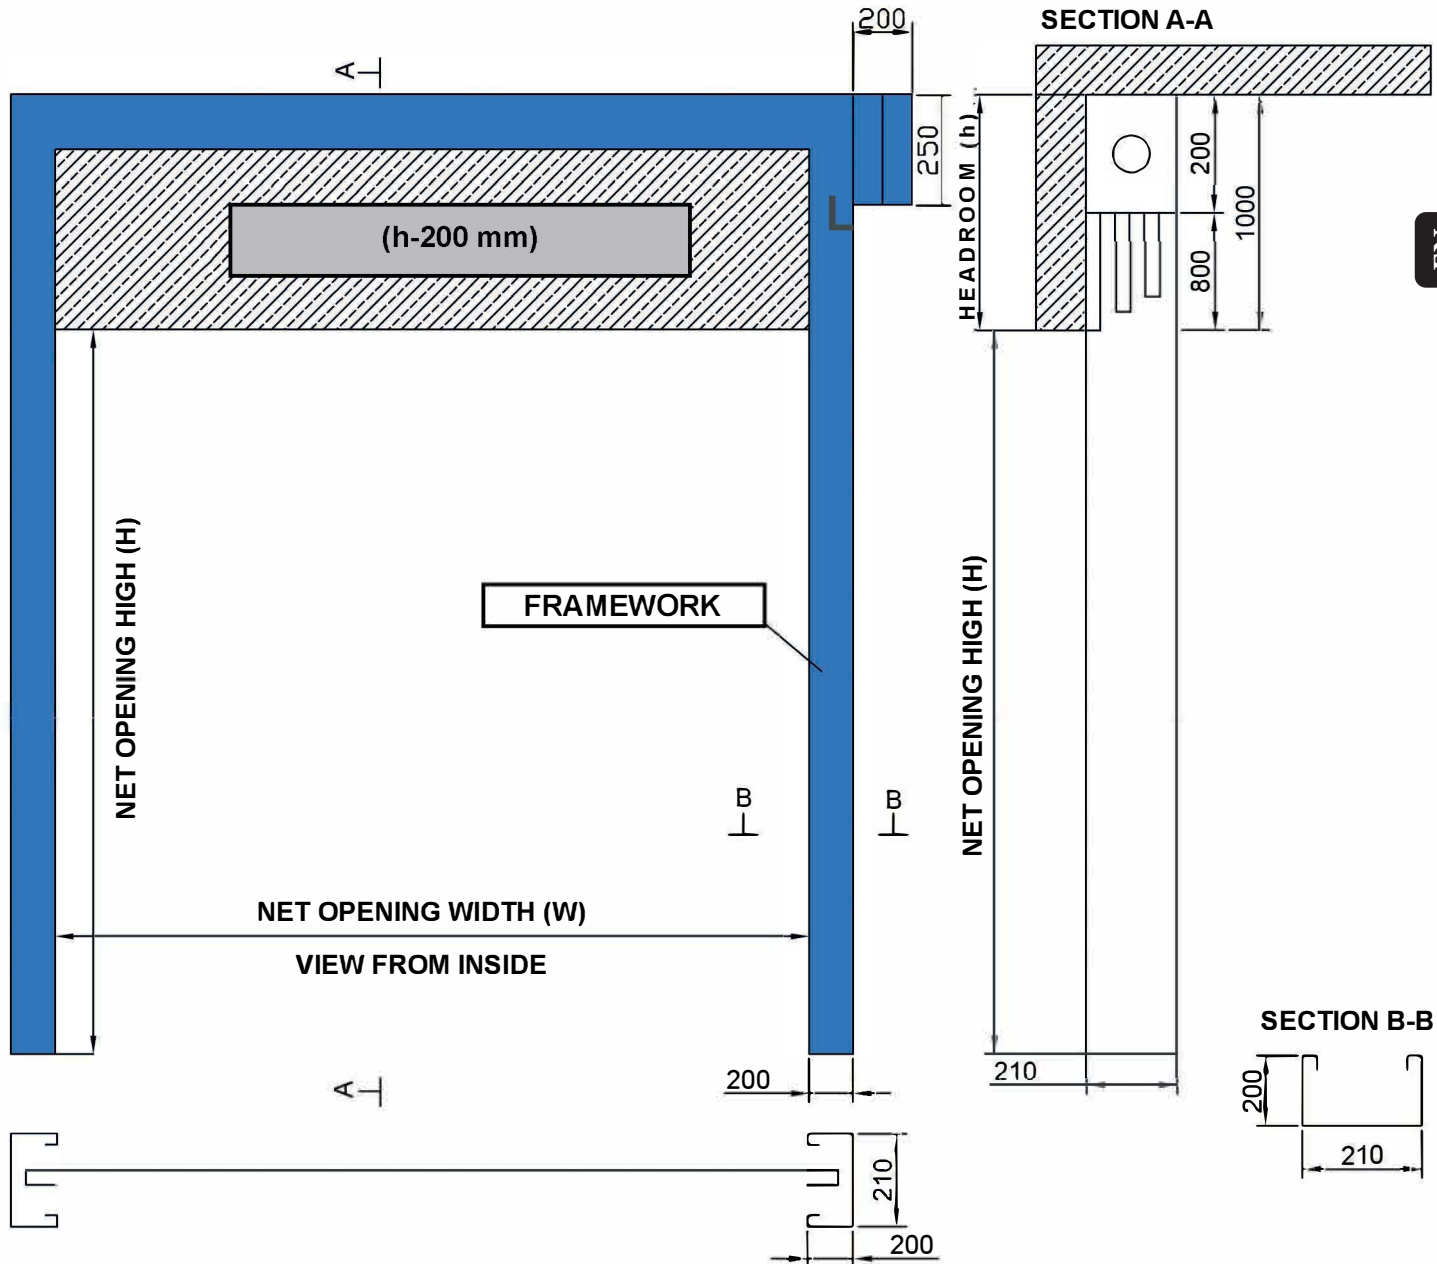 200
SECTION A-A
A
250
HEADROOM (h)
200
1000
800
(h-200 mm)
NET OPENING HIGH (H)
FRAMEWORK
NET OPENING HIGH (H)
B
B
NET OPENING WIDTH (W)
VIEW FROM INSIDE
SECTION B-B
A
200
210
200
210
210
200